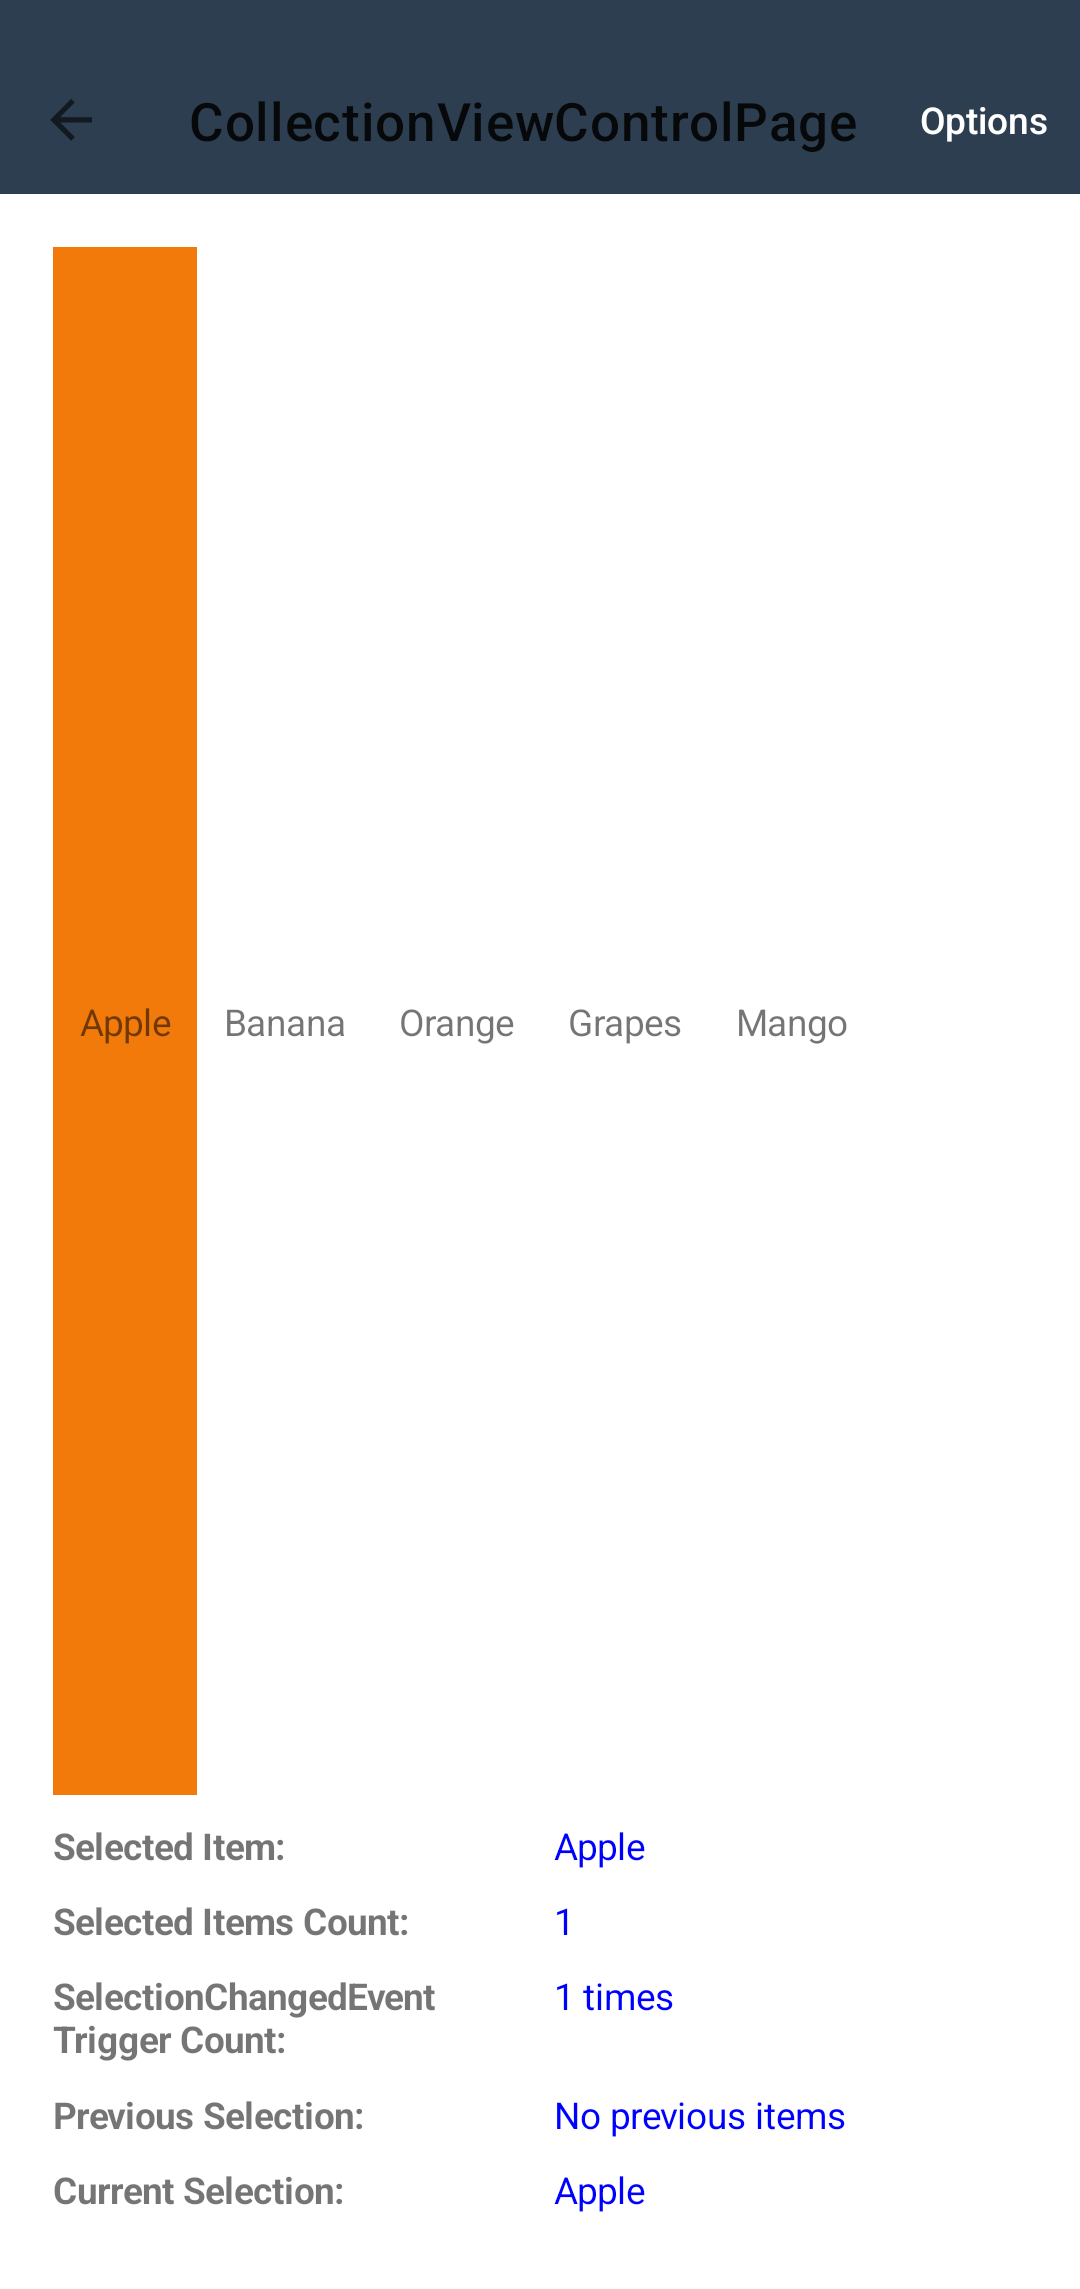 CollectionViewControlPage Options
Apple Banana Orange Grapes Mango
Selected Item: Apple
Selected Items Count: 1
SelectionChangedEvent 1 times
Trigger Count:
Previous Selection: No previous items
Current Selection: Apple